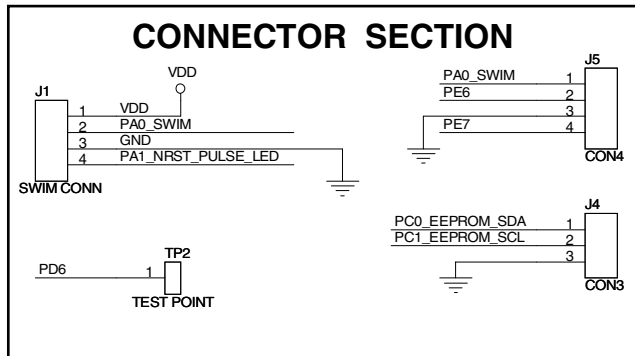 CONNECTOR SECTION
J1
VDD
1 VDD
2 PA0_SWIM
3 GND
4 PA1_NRST_PULSE_LED
SWIM CONN
J5
PA0_SWIM 1
PE6 2
3
PE7 4
CON4
J4
PC0_EEPROM_SDA 1
PC1_EEPROM_SCL 2
3
CON3
TP2
PD6 1
TEST POINT